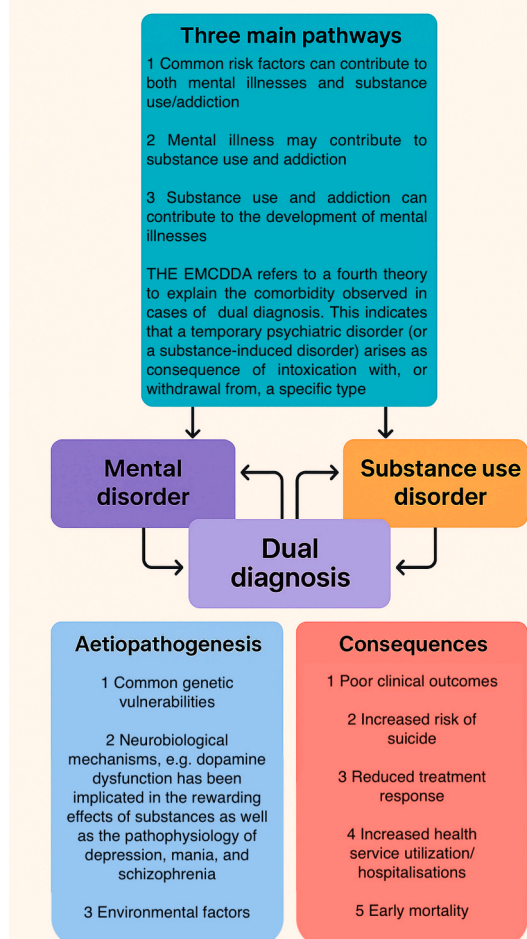 Three main pathways
1 Common risk factors can contribute to
both mental illnesses and substance
use/addiction
2 Mental illness may contribute to
substance use and addiction
3 Substance use and addiction can
contribute to the development of mental
illnesses
THE EMCDDA refers to a fourth theory
to explain the comorbidity observed in
cases of dual diagnosis. This indicates
that a temporary psychiatric disorder (or
a substance-induced disorder) arises as
consequence of intoxication with, or
withdrawal from, a specific type
Mental
disorder
Substance use
disorder
Dual
diagnosis
Aetiopathogenesis
1 Common genetic
vulnerabilities
2 Neurobiological
mechanisms, e.g. dopamine
dysfunction has been
implicated in the rewarding
effects of substances as well
as the pathophysiology of
depression, mania, and
schizophrenia
3 Environmental factors
Consequences
1 Poor clinical outcomes
2 Increased risk of
suicide
3 Reduced treatment
response
4 Increased health
service utilization/
hospitalisations
5 Early mortality